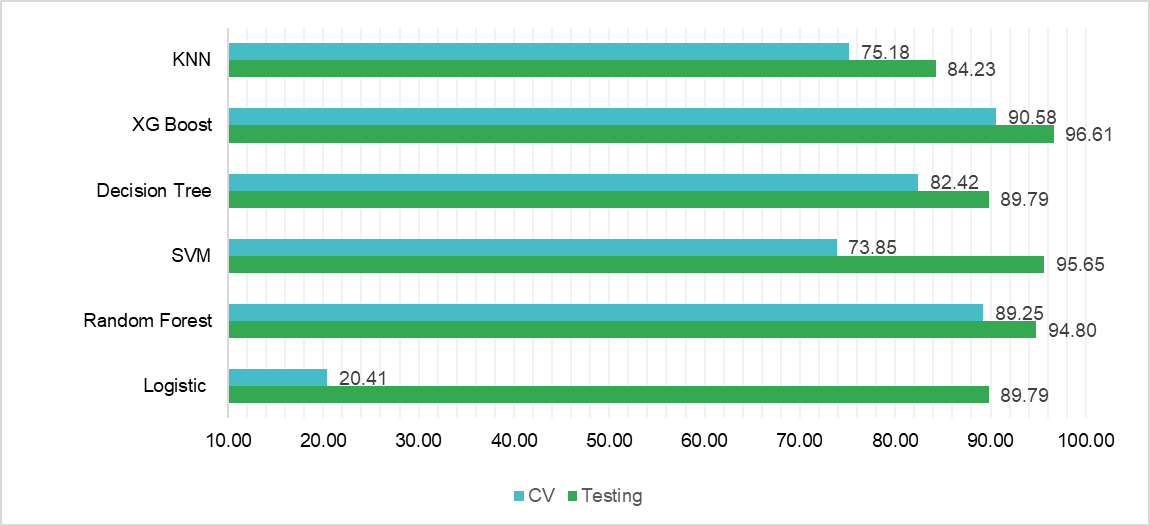 KNN
75.18
84.23
XG Boost
90.58
96.61
Decision Tree
82.42
89.79
SVM
73.85
95.65
Random Forest
89.25
94.80
Logistic
20.41
89.79
10.00 20.00 30.00 40.00 50.00 60.00 70.00 80.00 90.00 100.00
CV Testing